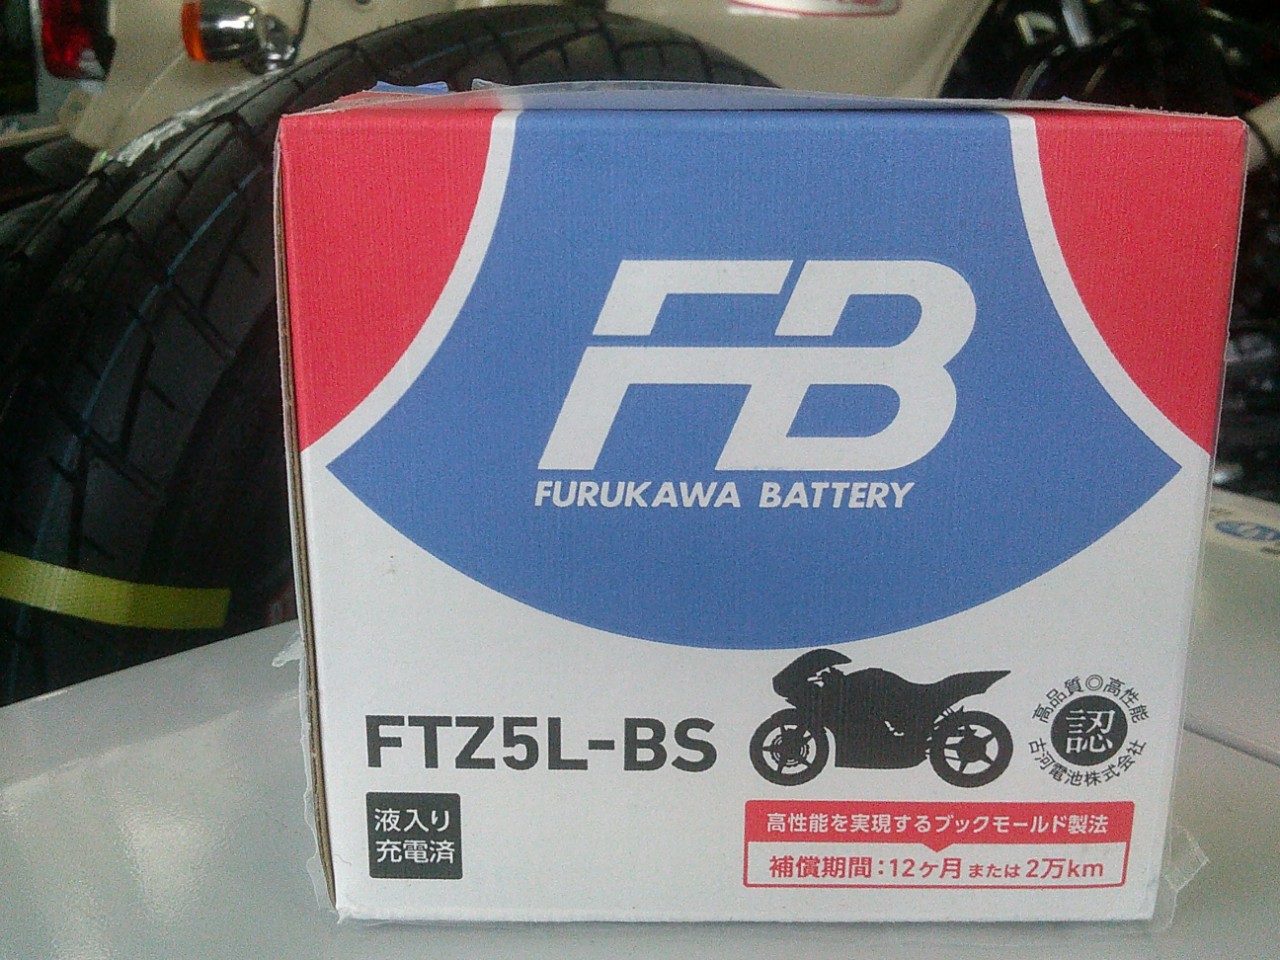 FB
FURUKAWA BATTERY
FTZ5L-BS
高品質◎高性能
認
古河電池株式会社
液入り
充電済
高性能を実現するブックモールド製法
補償期間:12ヶ月または2万km